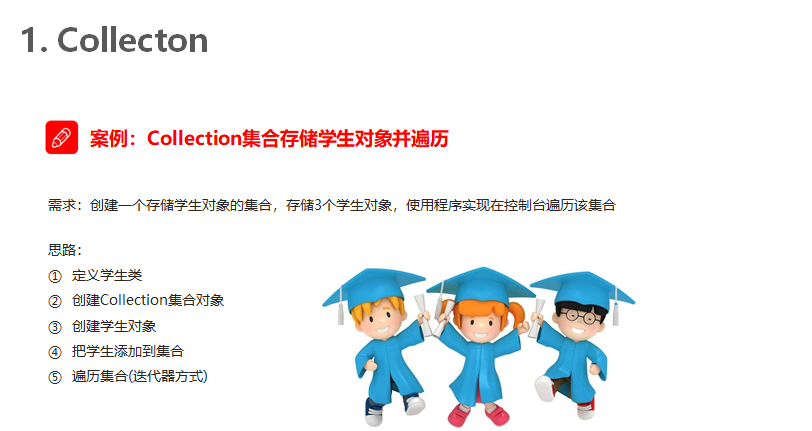 1. Collecton
案例：Collection集合存储学生对象并遍历
需求：创建一个存储学生对象的集合，存储3个学生对象，使用程序实现在控制台遍历该集合
思路：
① 定义学生类
② 创建Collection集合对象
③ 创建学生对象
④ 把学生添加到集合
⑤ 遍历集合(迭代器方式)